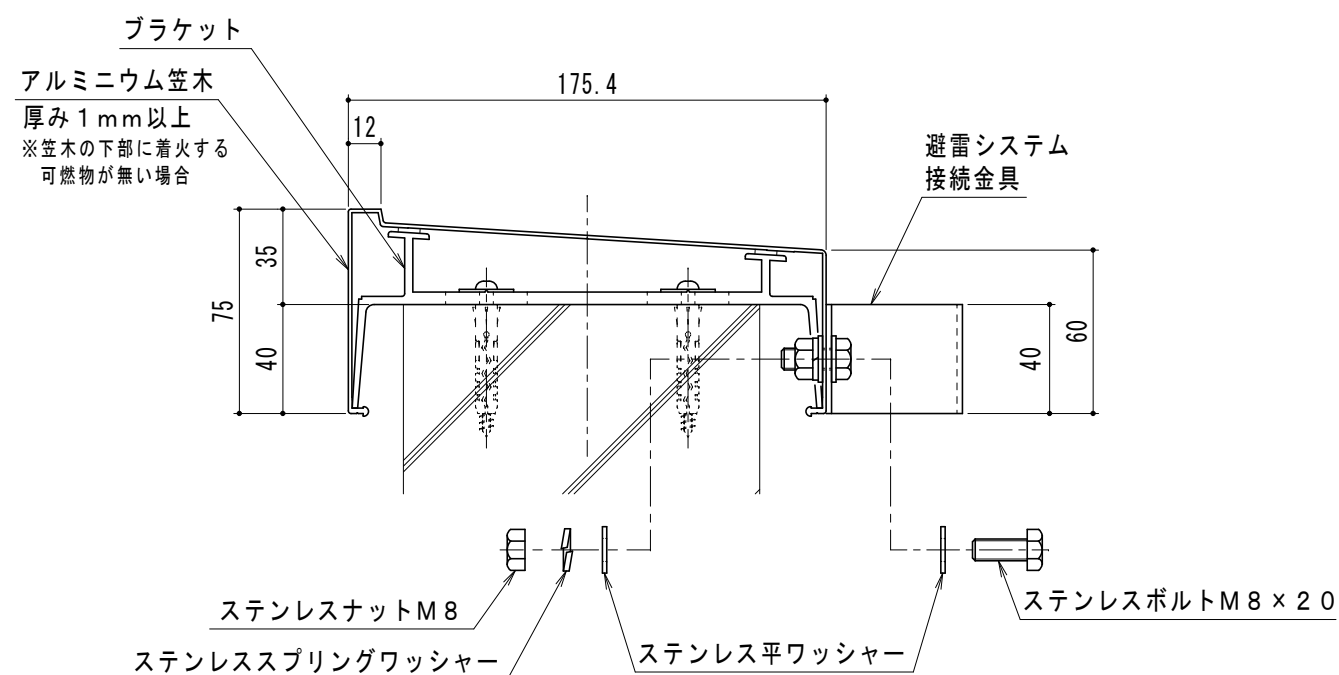 ブラケット
アルミニウム笠木
厚み1mm以上
※笠木の下部に着火する
可燃物が無い場合
175.4
12
避雷システム
接続金具
35
75
40
40
60
ステンレスナットM8
ステンレススプリングワッシャー
ステンレス平ワッシャー
ステンレスボルトM8×20